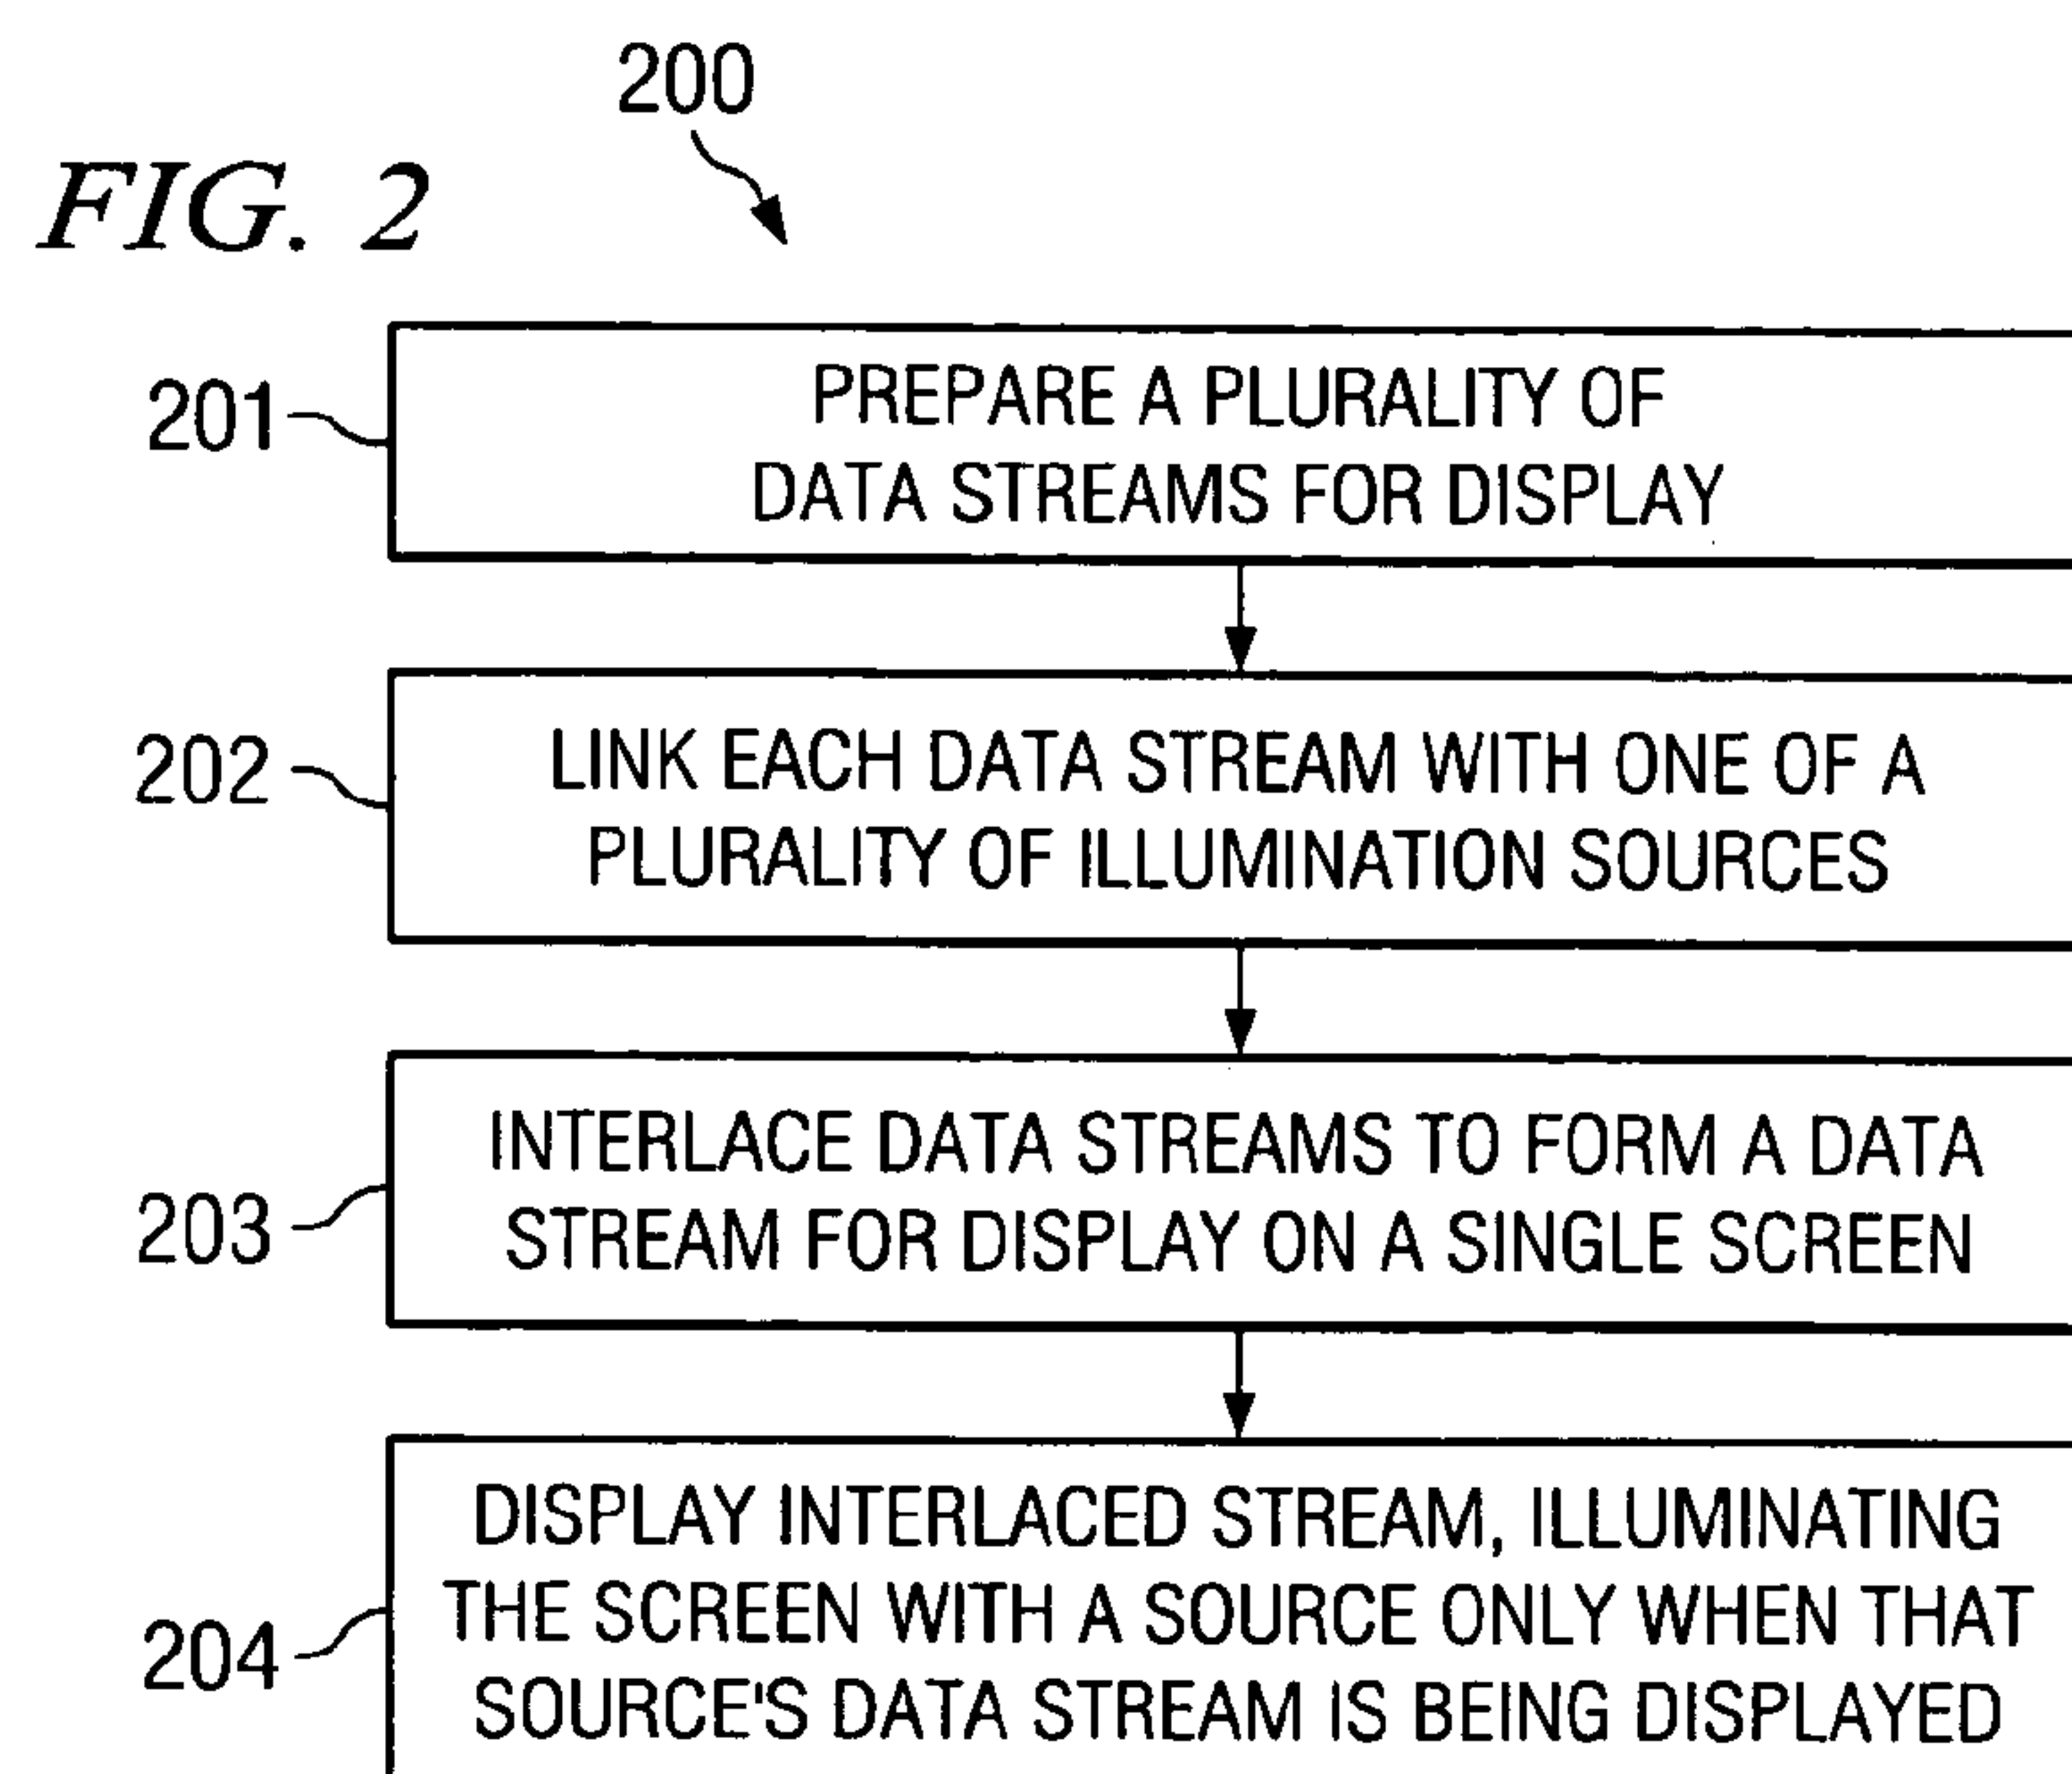 200
FIG. 2
201
PREPARE A PLURALITY OF
DATA STREAMS FOR DISPLAY
202
LINK EACH DATA STREAM WITH ONE OF A
PLURALITY OF ILLUMINATION SOURCES
203
INTERLACE DATA STREAMS TO FORM A DATA
STREAM FOR DISPLAY ON A SINGLE SCREEN
204
DISPLAY INTERLACED STREAM, ILLUMINATING
THE SCREEN WITH A SOURCE ONLY WHEN THAT
SOURCE'S DATA STREAM IS BEING DISPLAYED